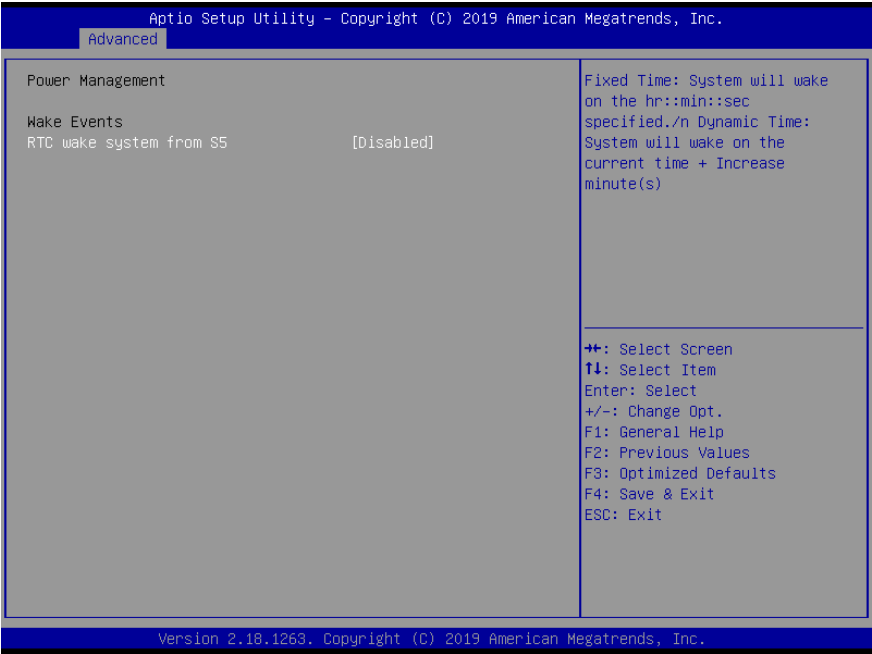 Aptio Setup Utility – Copyright (C) 2019 American Megatrends, Inc.
Advanced
Power Management
Wake Events
RTC wake system from S5 [Disabled]
Fixed Time: System will wake
on the hr::min::sec
specified./n Dynamic Time:
System will wake on the
current time + Increase
minute(s)
→←: Select Screen
↑↓: Select Item
Enter: Select
+/-: Change Opt.
F1: General Help
F2: Previous Values
F3: Optimized Defaults
F4: Save & Exit
ESC: Exit
Version 2.18.1263. Copyright (C) 2019 American Megatrends, Inc.